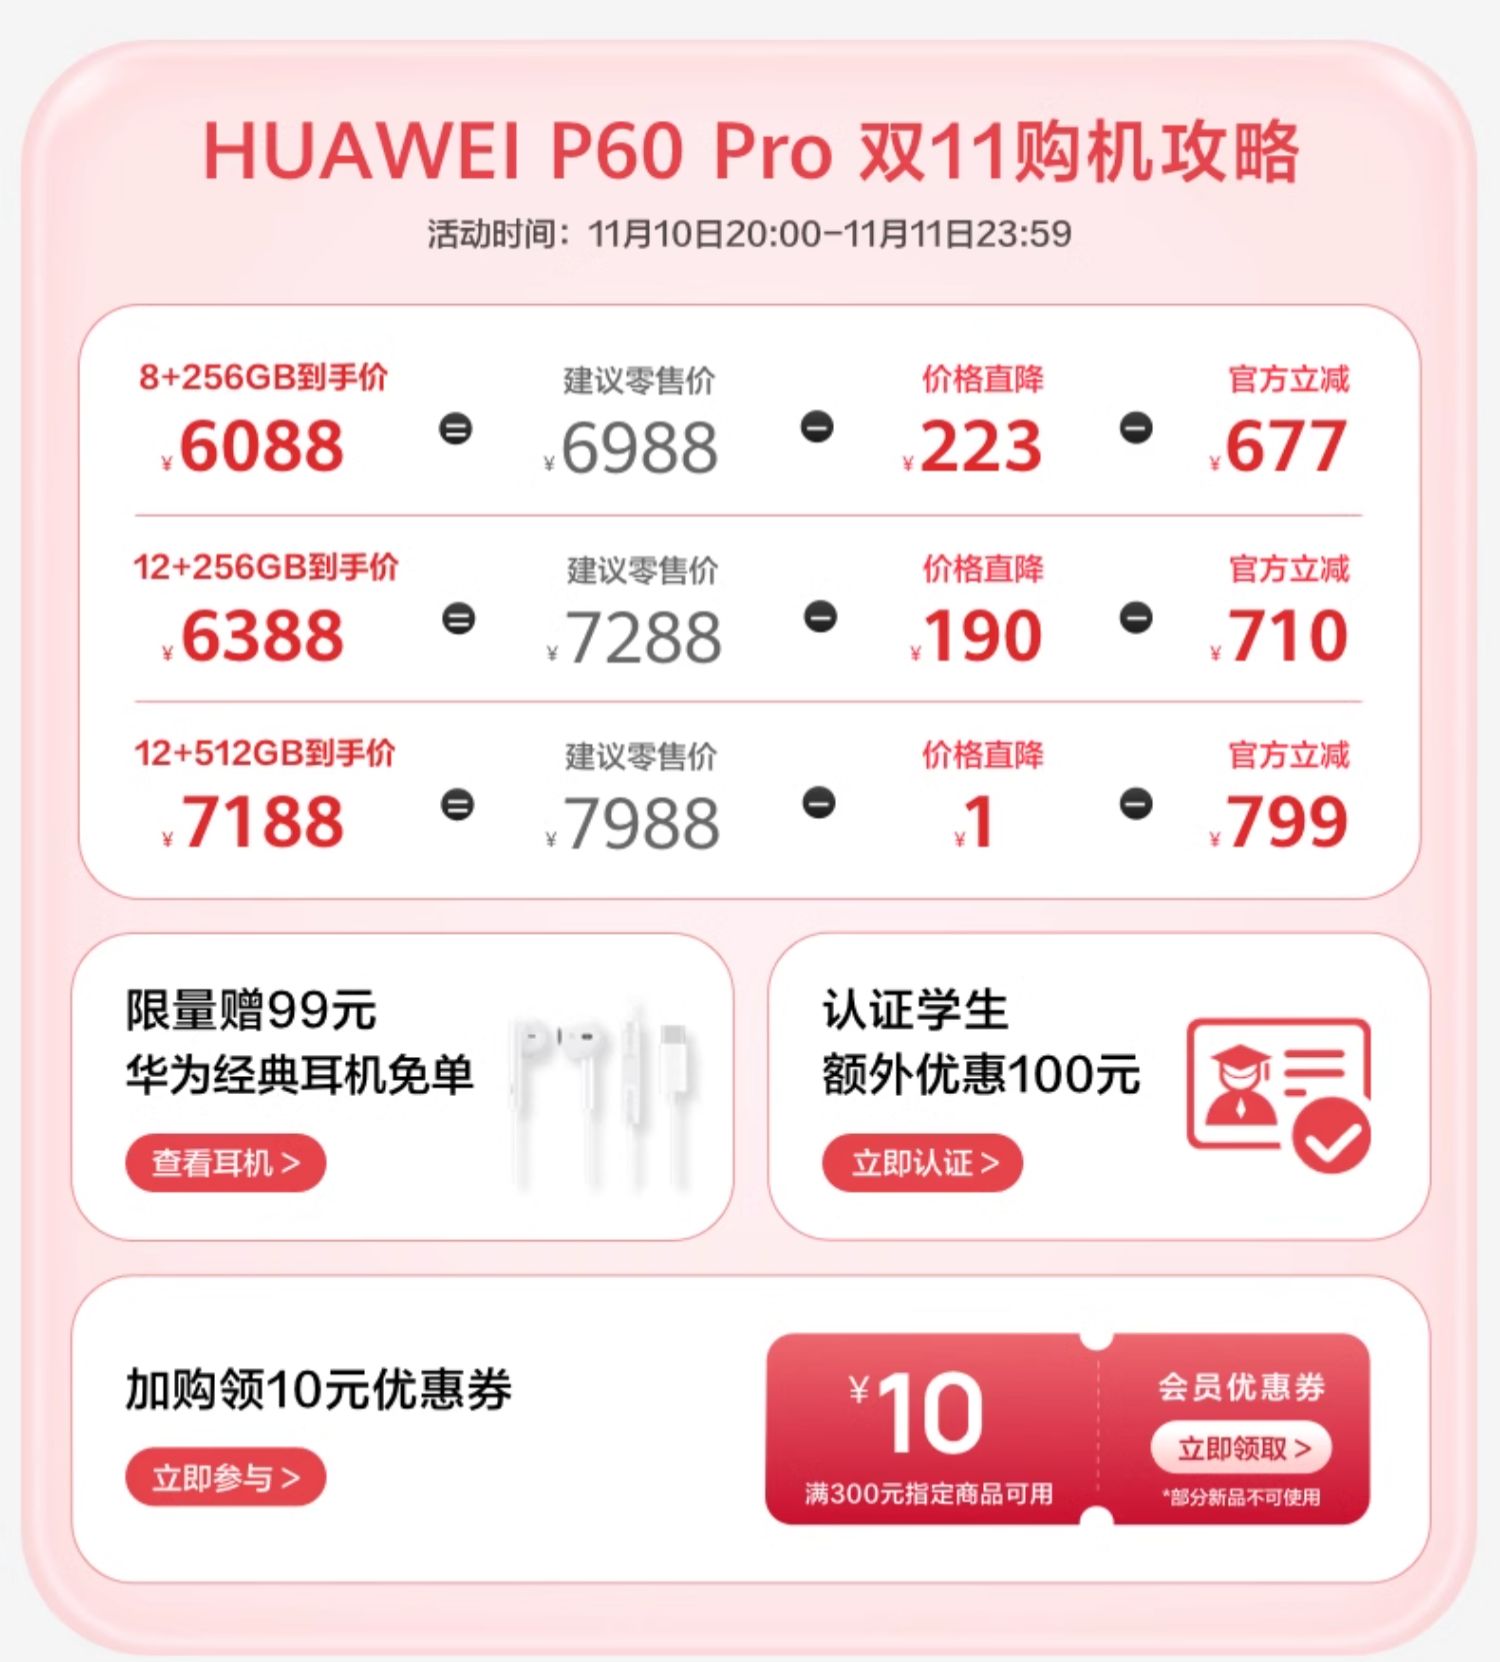 HUAWEI P60 Pro 双11购机攻略
活动时间：11月10日20:00-11月11日23:59
8+256GB到手价 建议零售价 价格直降 官方立减
¥6088 = ¥6988 - ¥223 - ¥677
12+256GB到手价 建议零售价 价格直降 官方立减
¥6388 = ¥7288 - ¥190 - ¥710
12+512GB到手价 建议零售价 价格直降 官方立减
¥7188 = ¥7988 - ¥1 - ¥799
限量赠99元
华为经典耳机免单
查看耳机 >
认证学生
额外优惠100元
立即认证 >
加购领10元优惠券
立即参与 >
¥10
满300元指定商品可用
会员优惠券
立即领取 >
*部分新品不可使用